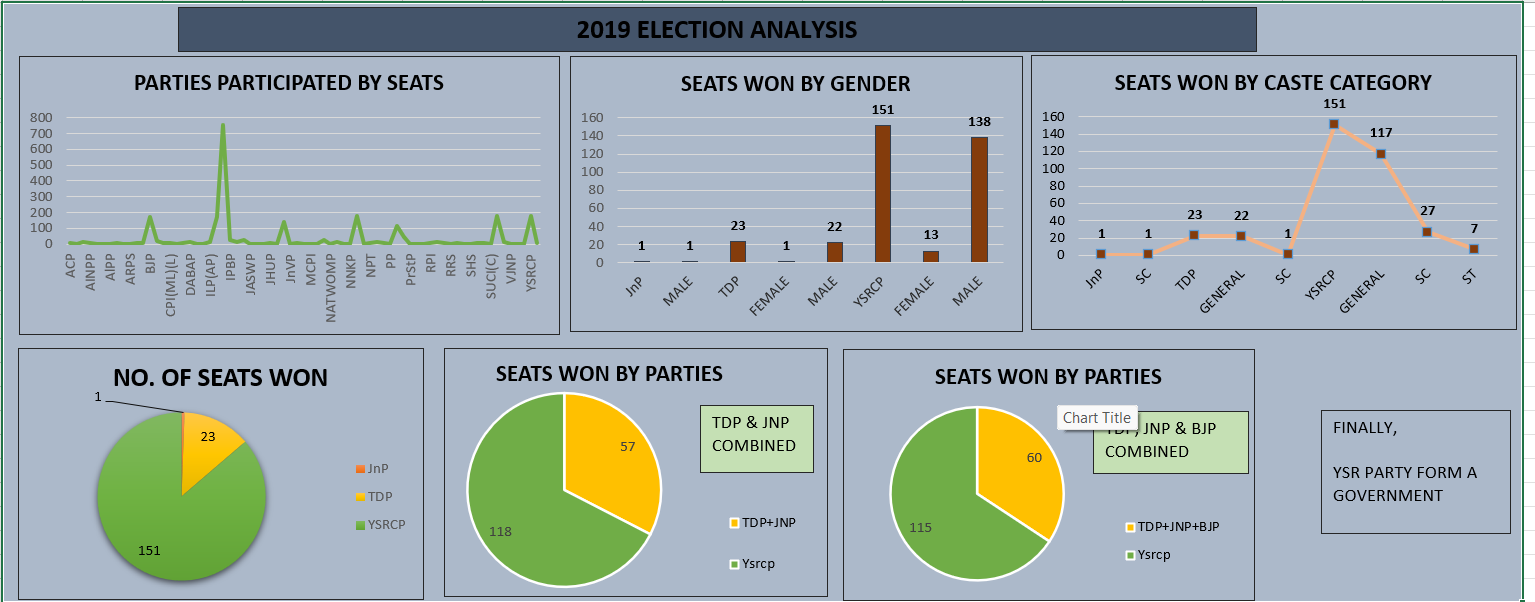 2019 ELECTION ANALYSIS
PARTIES PARTICIPATED BY SEATS
800
700
600
500
400
300
200
100
0
ACP
AINPP
AIPP
ARPS
BJP
CPI(ML)(L)
DABAP
ILP(AP)
IPBP
JASWP
JHUP
JnVP
MCPI
NATWOMP
NNKP
NPT
PP
PrStP
RPI
RRS
SHS
SUCI(C)
VJNP
YSRCP
SEATS WON BY GENDER
160
140
120
100
80
60
40
20
0
1
1
23
1
22
151
13
138
JnP
MALE
TDP
FEMALE
MALE
YSRCP
FEMALE
MALE
SEATS WON BY CASTE CATEGORY
160
140
120
100
80
60
40
20
0
1
1
23
22
1
151
117
27
7
JnP
SC
TDP
GENERAL
SC
YSRCP
GENERAL
SC
ST
NO. OF SEATS WON
1
23
151
JnP
TDP
YSRCP
SEATS WON BY PARTIES
57
118
TDP & JNP
COMBINED
TDP+JNP
Ysrcp
SEATS WON BY PARTIES
60
115
Chart Title
TDP, JNP & BJP
COMBINED
TDP+JNP+BJP
Ysrcp
FINALLY,
YSR PARTY FORM A
GOVERNMENT